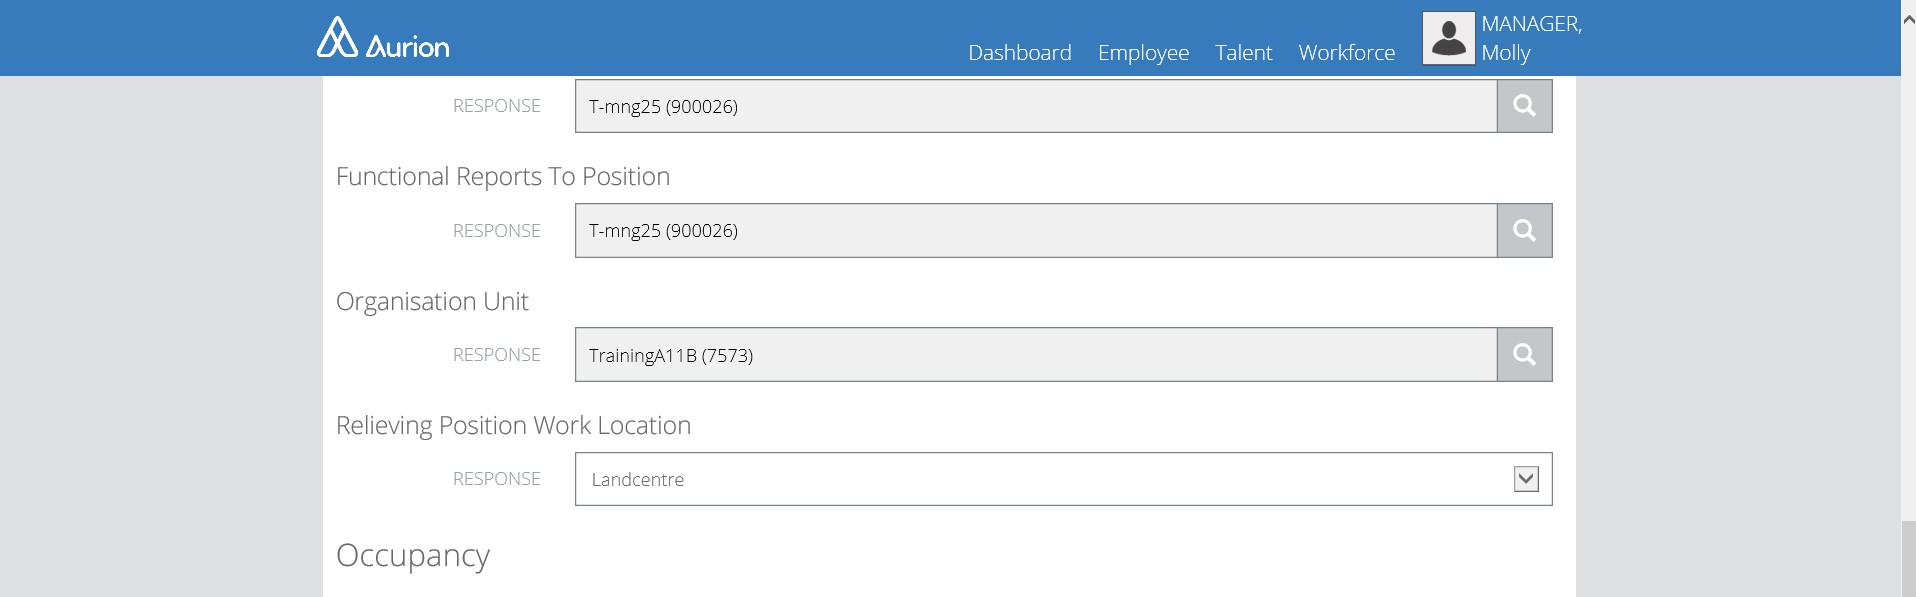 Aurion
Dashboard Employee Talent Workforce
MANAGER,
Molly
RESPONSE T-mng25 (900026)
Functional Reports To Position
RESPONSE T-mng25 (900026)
Organisation Unit
RESPONSE TrainingA11B (7573)
Relieving Position Work Location
RESPONSE Landcentre
Occupancy